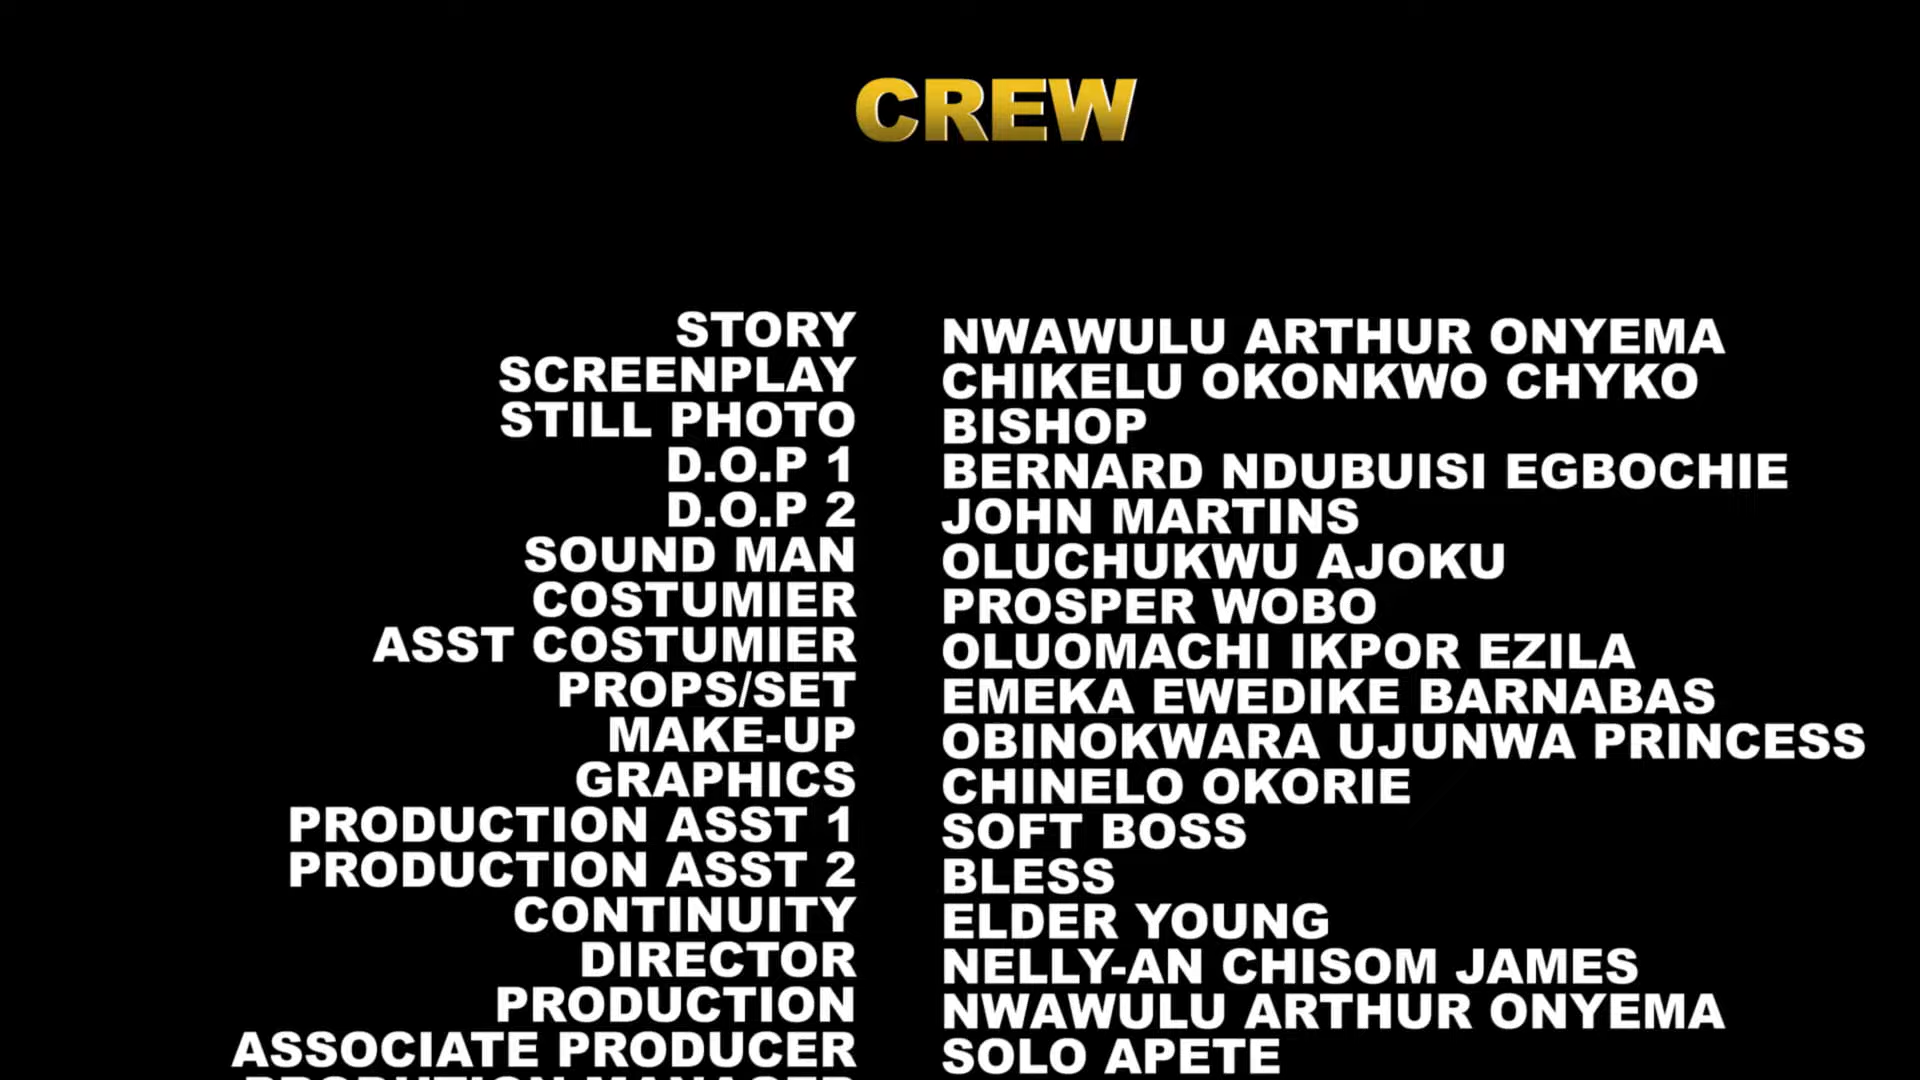 CREW
STORY NWAWULU ARTHUR ONYEMA
SCREENPLAY CHIKELU OKONKWO CHYKO
STILL PHOTO BISHOP
D.O.P 1 BERNARD NDUBUISI EGBOCHIE
D.O.P 2 JOHN MARTINS
SOUND MAN OLUCHUKWU AJOKU
COSTUMIER PROSPER WOBO
ASST COSTUMIER OLUOMACHI IKPOR EZILA
PROPS/SET EMEKA EWEDIKE BARNABAS
MAKE-UP OBINOKWARA UJUNWA PRINCESS
GRAPHICS CHINELO OKORIE
PRODUCTION ASST 1 SOFT BOSS
PRODUCTION ASST 2 BLESS
CONTINUITY ELDER YOUNG
DIRECTOR NELLY-AN CHISOM JAMES
PRODUCTION NWAWULU ARTHUR ONYEMA
ASSOCIATE PRODUCER SOLO APETE